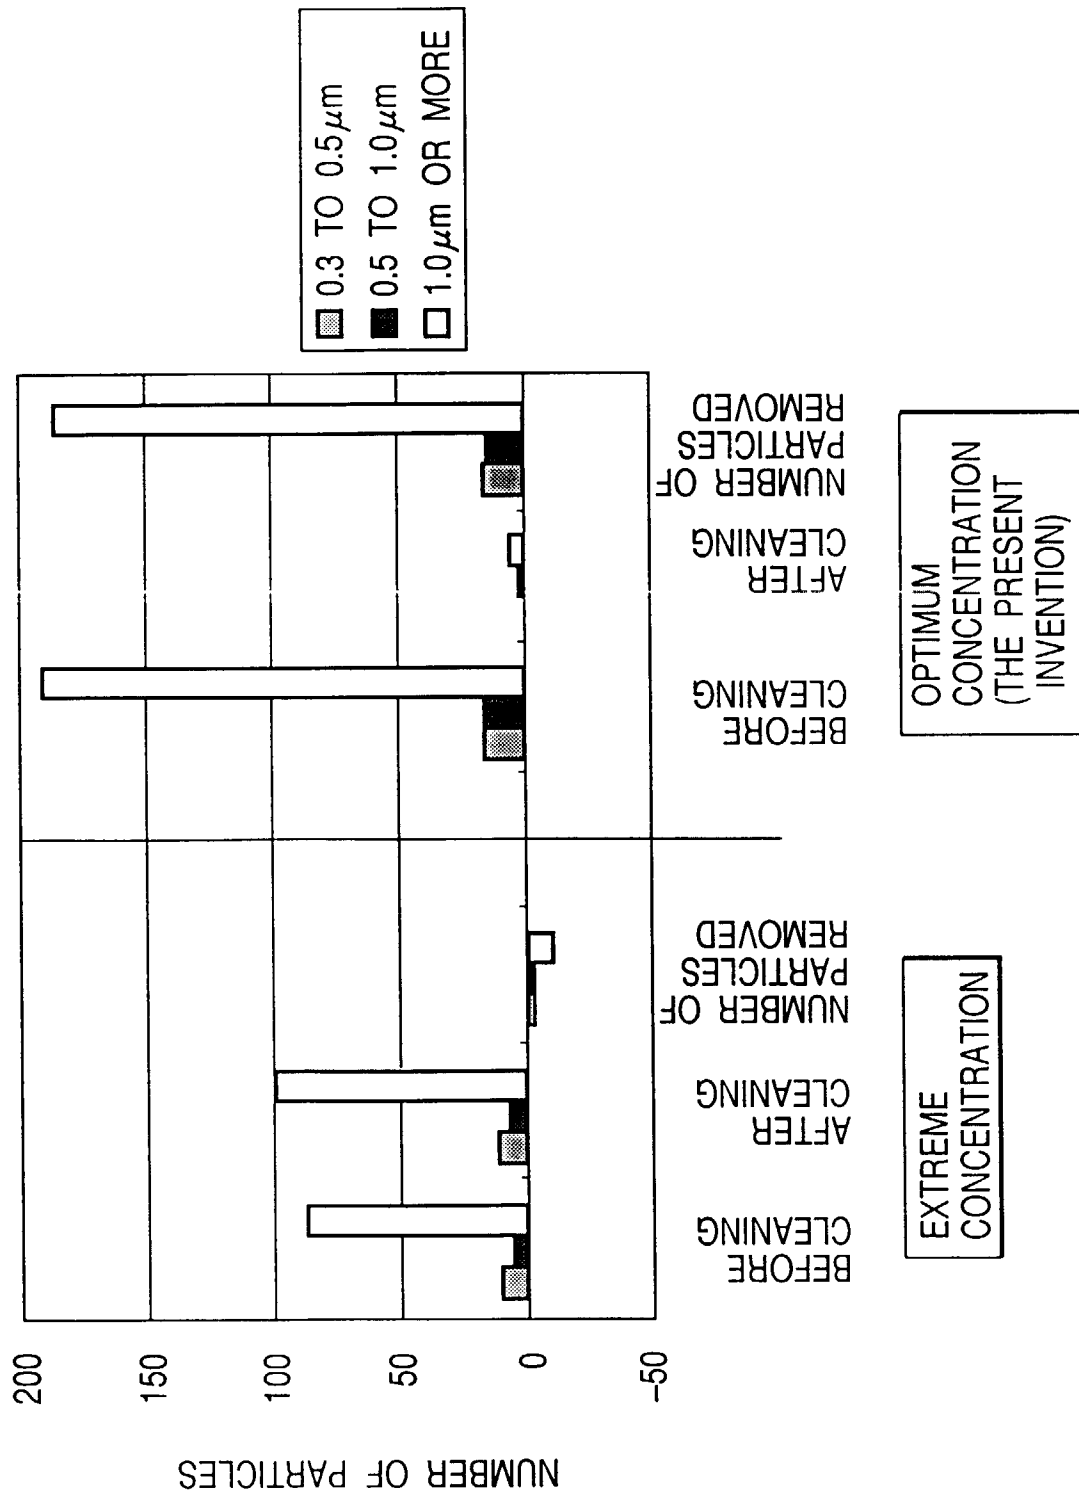 NUMBER OF PARTICLES
200
150
100
50
0
-50
BEFORE
CLEANING
AFTER
CLEANING
NUMBER OF
PARTICLES
REMOVED
BEFORE
CLEANING
AFTER
CLEANING
NUMBER OF
PARTICLES
REMOVED
EXTREME
CONCENTRATION
OPTIMUM
CONCENTRATION
(THE PRESENT
INVENTION)
0.3 TO 0.5μm
0.5 TO 1.0μm
1.0μm OR MORE